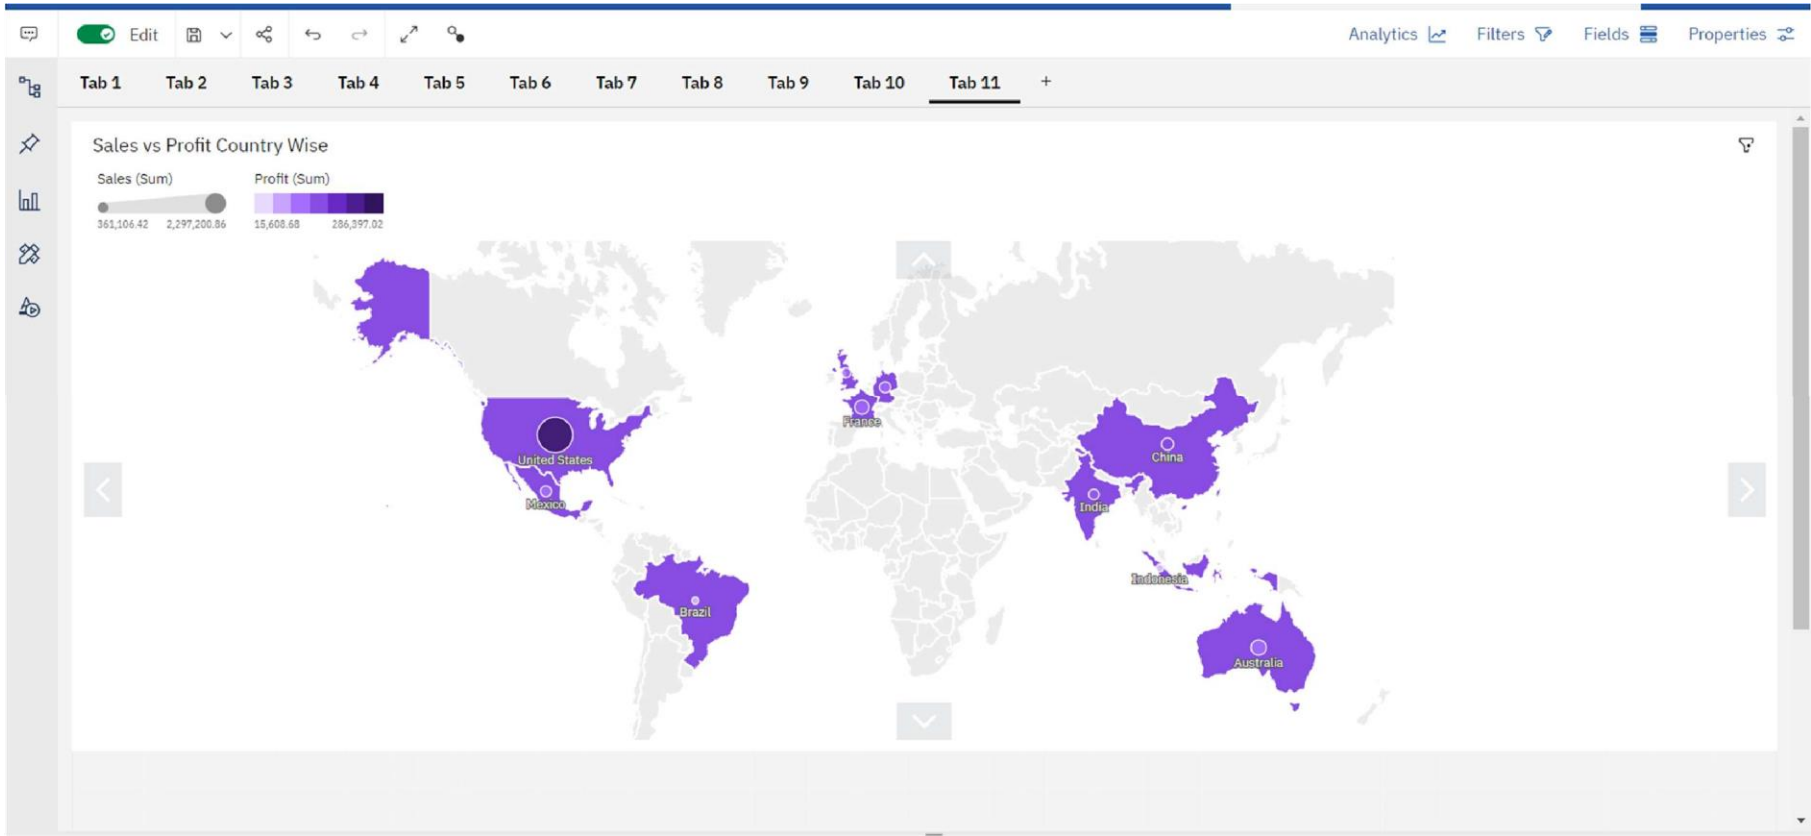 Edit
Analytics Filters Fields Properties
Tab 1 Tab 2 Tab 3 Tab 4 Tab 5 Tab 6 Tab 7 Tab 8 Tab 9 Tab 10 Tab 11 +
Sales vs Profit Country Wise
Sales (Sum) Profit (Sum)
361,106.42 2,297,200.86 15,608.68 286,397.02
France
United States
China
Mexico
India
Indonesia
Brazil
Australia